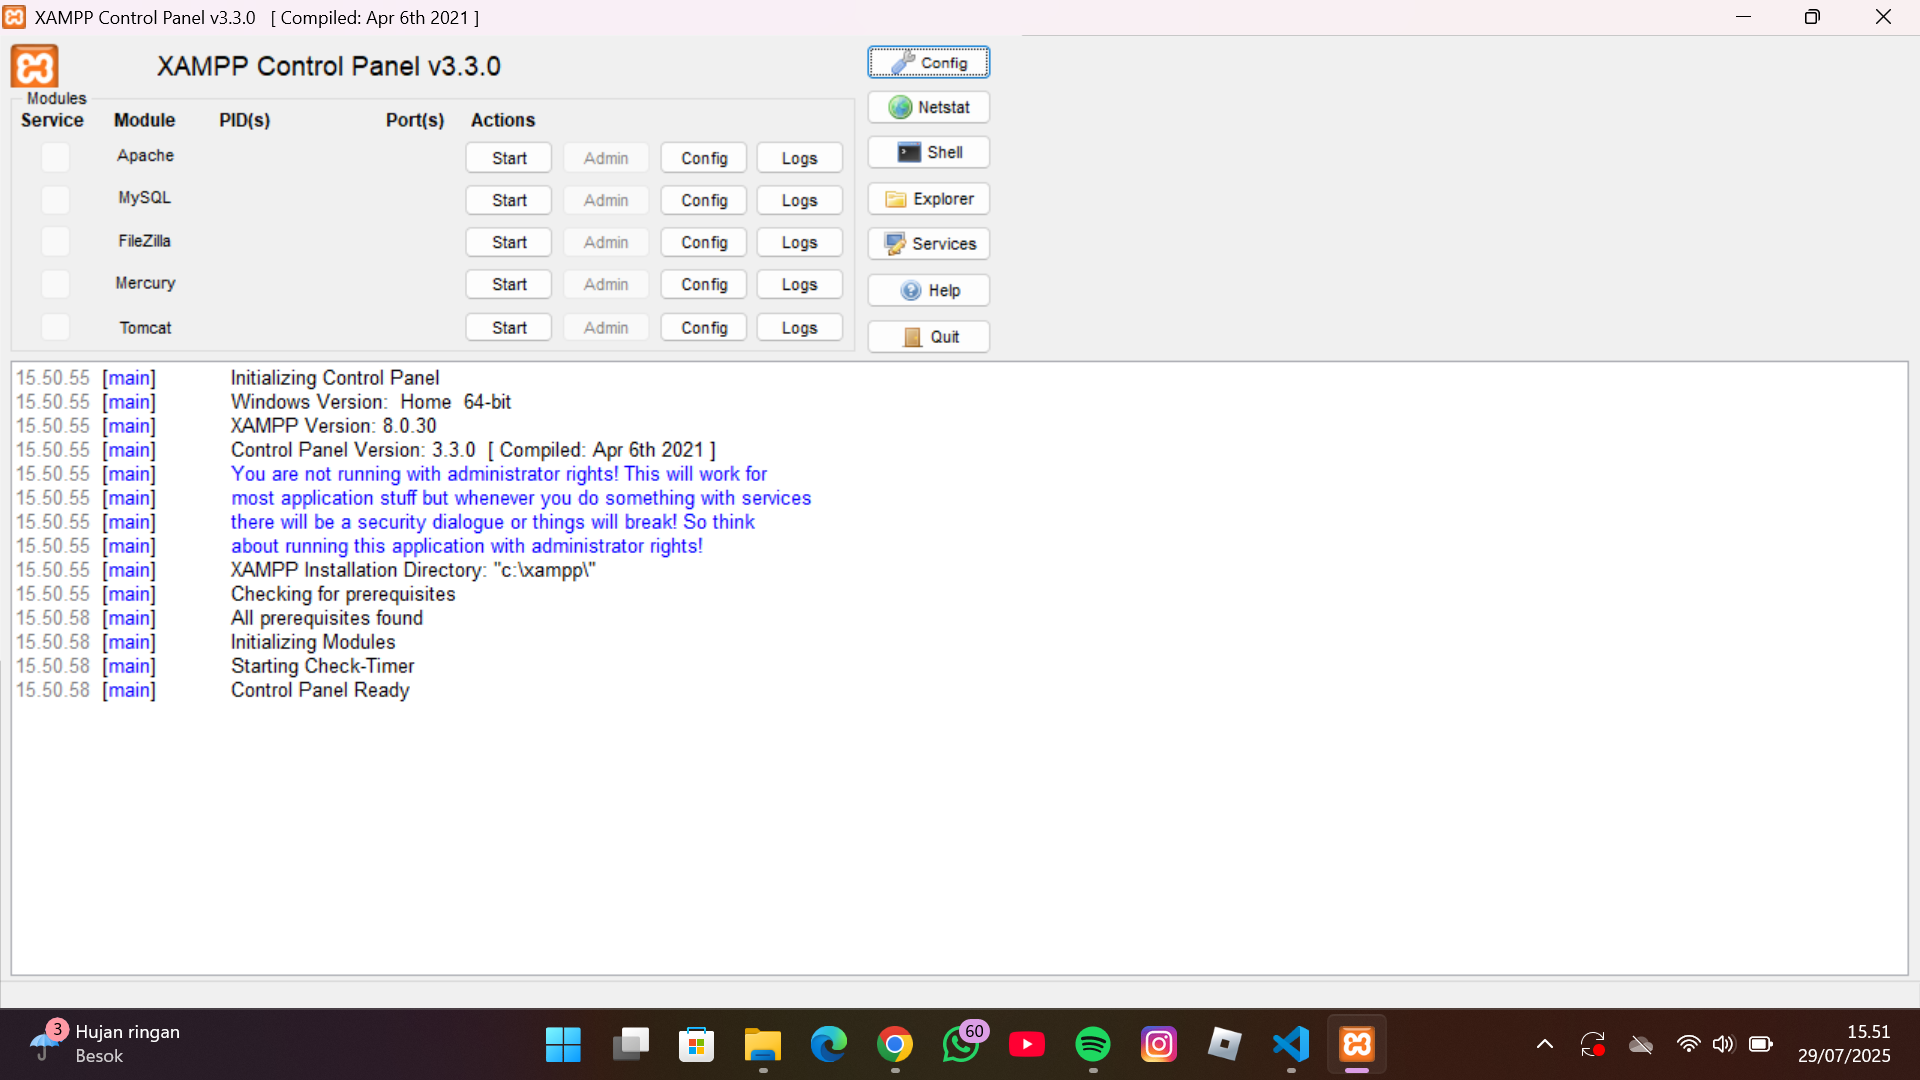 XAMPP Control Panel v3.3.0 [ Compiled: Apr 6th 2021 ]
XAMPP Control Panel v3.3.0
Config
Modules
Netstat
Service Module PID(s) Port(s) Actions
Apache Start Admin Config Logs
Shell
MySQL Start Admin Config Logs
Explorer
FileZilla Start Admin Config Logs
Services
Mercury Start Admin Config Logs
Help
Tomcat Start Admin Config Logs
Quit
15.50.55 [main] Initializing Control Panel
15.50.55 [main] Windows Version: Home 64-bit
15.50.55 [main] XAMPP Version: 8.0.30
15.50.55 [main] Control Panel Version: 3.3.0 [ Compiled: Apr 6th 2021 ]
15.50.55 [main] You are not running with administrator rights! This will work for
15.50.55 [main] most application stuff but whenever you do something with services
15.50.55 [main] there will be a security dialogue or things will break! So think
15.50.55 [main] about running this application with administrator rights!
15.50.55 [main] XAMPP Installation Directory: "c:\xampp\"
15.50.55 [main] Checking for prerequisites
15.50.58 [main] All prerequisites found
15.50.58 [main] Initializing Modules
15.50.58 [main] Starting Check-Timer
15.50.58 [main] Control Panel Ready
3 Hujan ringan
Besok
60
15.51
29/07/2025